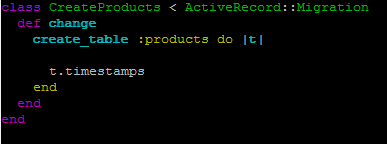 class CreateProducts < ActiveRecord::Migration
  def change
    create_table :products do |t|

      t.timestamps
    end
  end
end